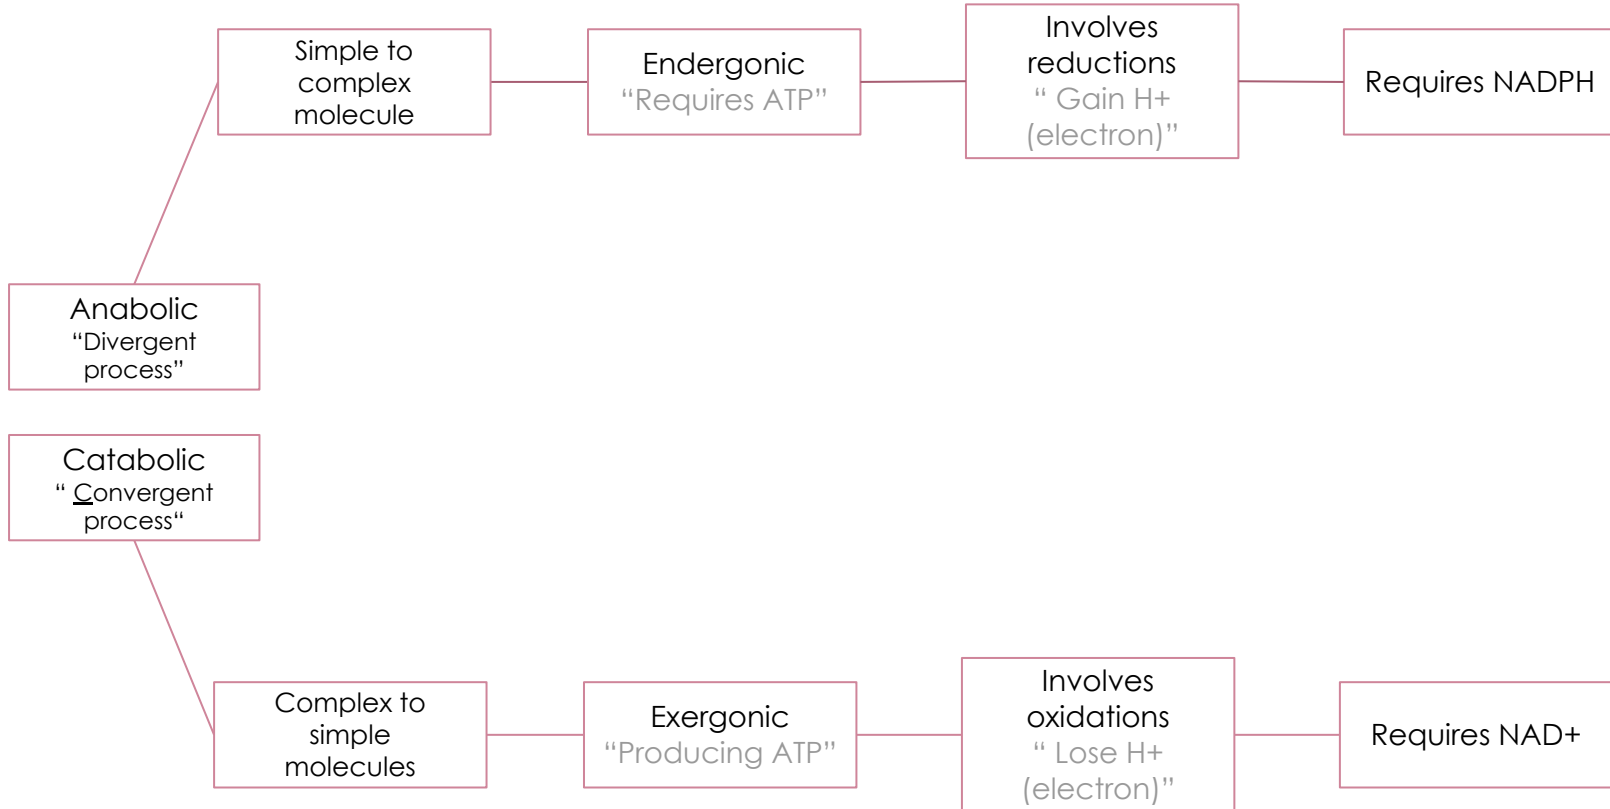 Simple to
complex
molecule
Endergonic
“Requires ATP”
Involves
reductions
“ Gain H+
(electron)”
Requires NADPH
Anabolic
“Divergent
process”
Catabolic
“ Convergent
process“
Complex to
simple
molecules
Exergonic
“Producing ATP”
Involves
oxidations
“ Lose H+
(electron)”
Requires NAD+